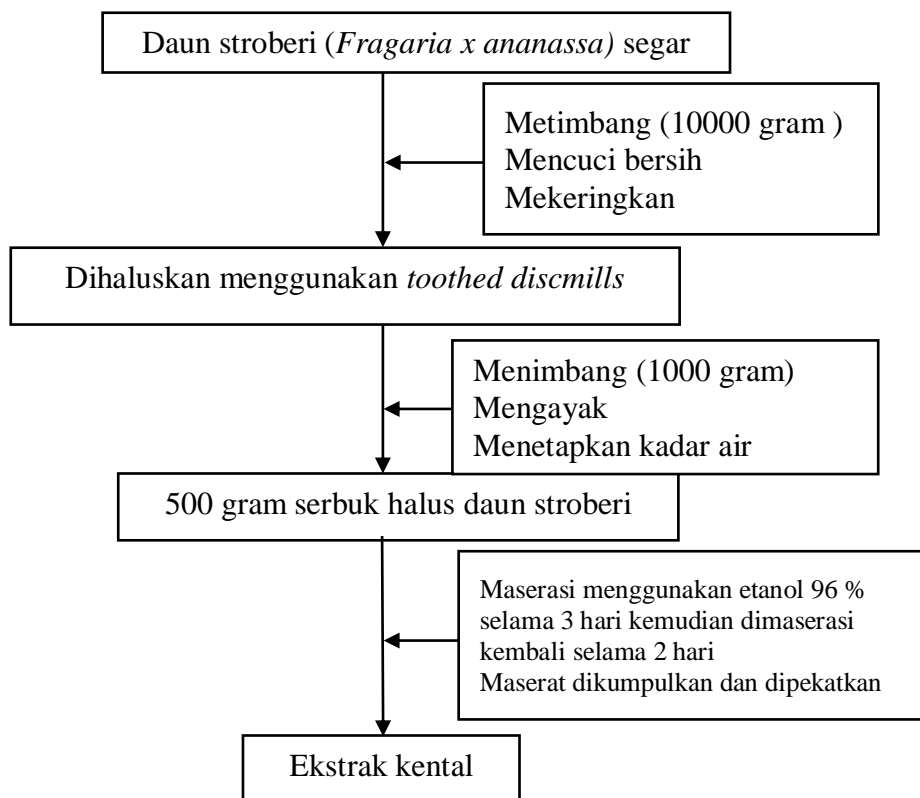 Daun stroberi (Fragaria x ananassa) segar
Metimbang (10000 gram )
Mencuci bersih
Mekeringkan
Dihaluskan menggunakan toothed discmills
Menimbang (1000 gram)
Mengayak
Menetapkan kadar air
500 gram serbuk halus daun stroberi
Maserasi menggunakan etanol 96 %
selama 3 hari kemudian dimaserasi
kembali selama 2 hari
Maserat dikumpulkan dan dipekatkan
Ekstrak kental